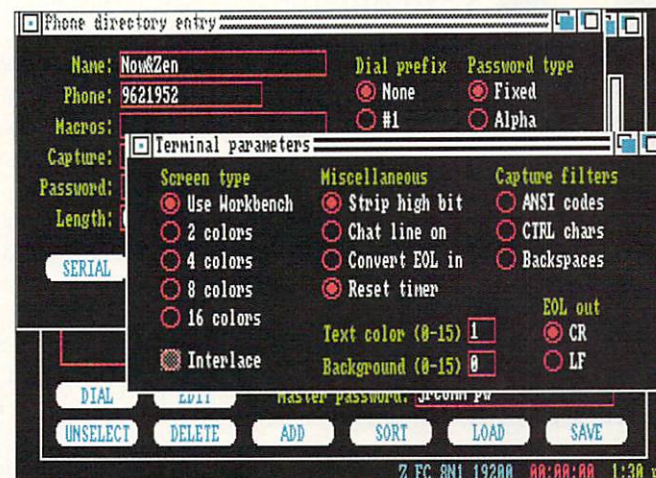 Phone directory entry
Name: Now&Zen
Phone: 9621952
Macros:
Capture:
Password:
Length:
Dial prefix
None
#1
Password type
Fixed
Alpha
SERIAL
Terminal parameters
Screen type
Use Workbench
2 colors
4 colors
8 colors
16 colors
Interlace
Miscellaneous
Strip high bit
Chat line on
Convert EOL in
Reset timer
Text color (0-15) 1
Background (0-15) 0
Capture filters
ANSI codes
CTRL chars
Backspaces
EOL out
CR
LF
DIAL EDIT Master password: jrcomm pw
UNSELECT DELETE ADD SORT LOAD SAVE
Z FC 8N1 19200 00:00:00 1:30